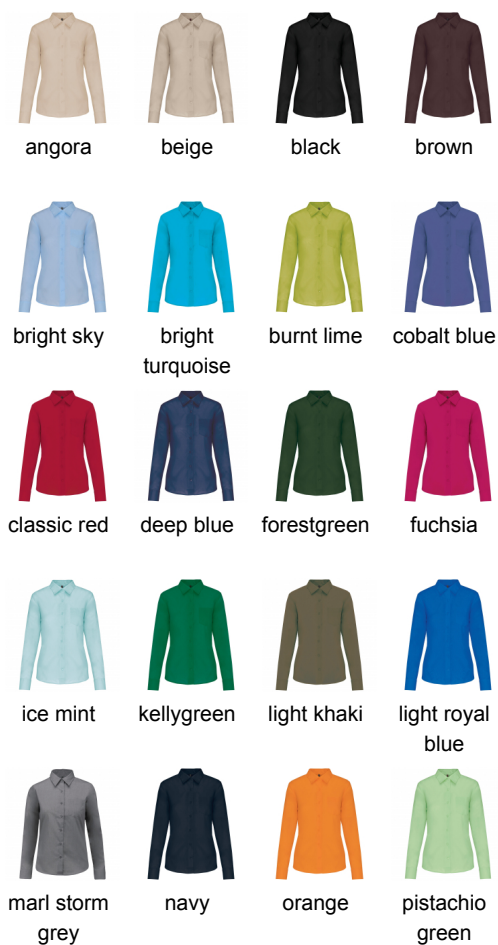 angora
beige
black
brown
bright sky
bright
turquoise
burnt lime
cobalt blue
classic red
deep blue
forestgreen
fuchsia
ice mint
kellygreen
light khaki
light royal
blue
marl storm
grey
navy
orange
pistachio
green